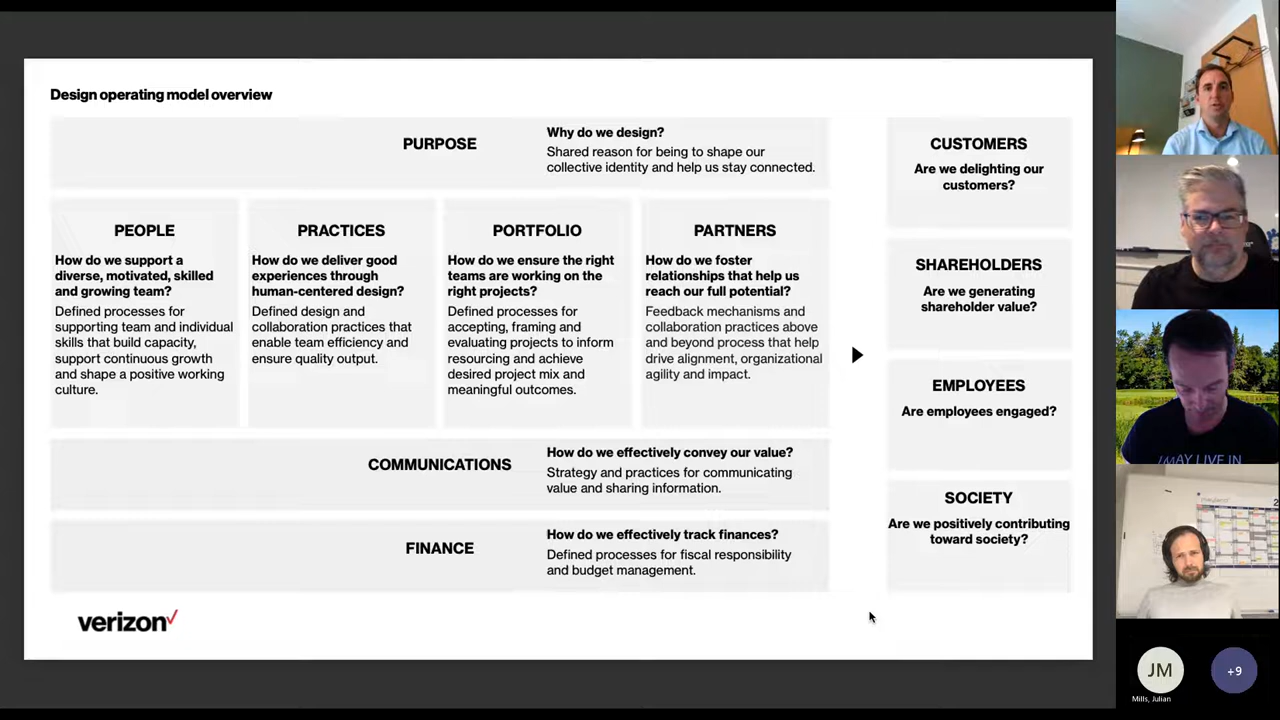 Design operating model overview
PURPOSE
Why do we design?
Shared reason for being to shape our
collective identity and help us stay connected.
PEOPLE
How do we support a
diverse, motivated, skilled
and growing team?
Defined processes for
supporting team and individual
skills that build capacity,
support continuous growth
and shape a positive working
culture.
PRACTICES
How do we deliver good
experiences through
human-centered design?
Defined design and
collaboration practices that
enable team efficiency and
ensure quality output.
PORTFOLIO
How do we ensure the right
teams are working on the
right projects?
Defined processes for
accepting, framing and
evaluating projects to inform
resourcing and achieve
desired project mix and
meaningful outcomes.
PARTNERS
How do we foster
relationships that help us
reach our full potential?
Feedback mechanisms and
collaboration practices above
and beyond process that help
drive alignment, organizational
agility and impact.
COMMUNICATIONS
How do we effectively convey our value?
Strategy and practices for communicating
value and sharing information.
FINANCE
How do we effectively track finances?
Defined processes for fiscal responsibility
and budget management.
CUSTOMERS
Are we delighting our
customers?
SHAREHOLDERS
Are we generating
shareholder value?
EMPLOYEES
Are employees engaged?
SOCIETY
Are we positively contributing
toward society?
verizon
MAY LIVE IN
JM
+9
Mills, Julian